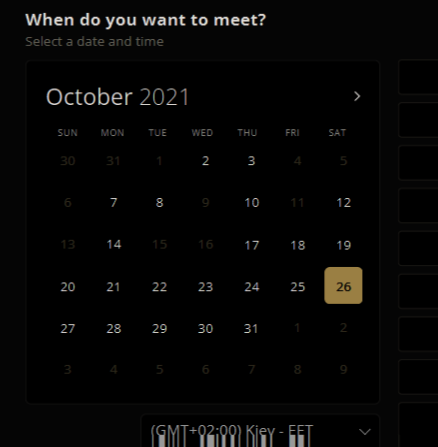 When do you want to meet?
Select a date and time
October 2021 >
SUN MON TUE WED THU FRI SAT
30 31 1 2 3 4 5
6 7 8 9 10 11 12
13 14 15 16 17 18 19
20 21 22 23 24 25 26
27 28 29 30 31 1 2
3 4 5 6 7 8 9
(GMT+02:00) Kiev - EET